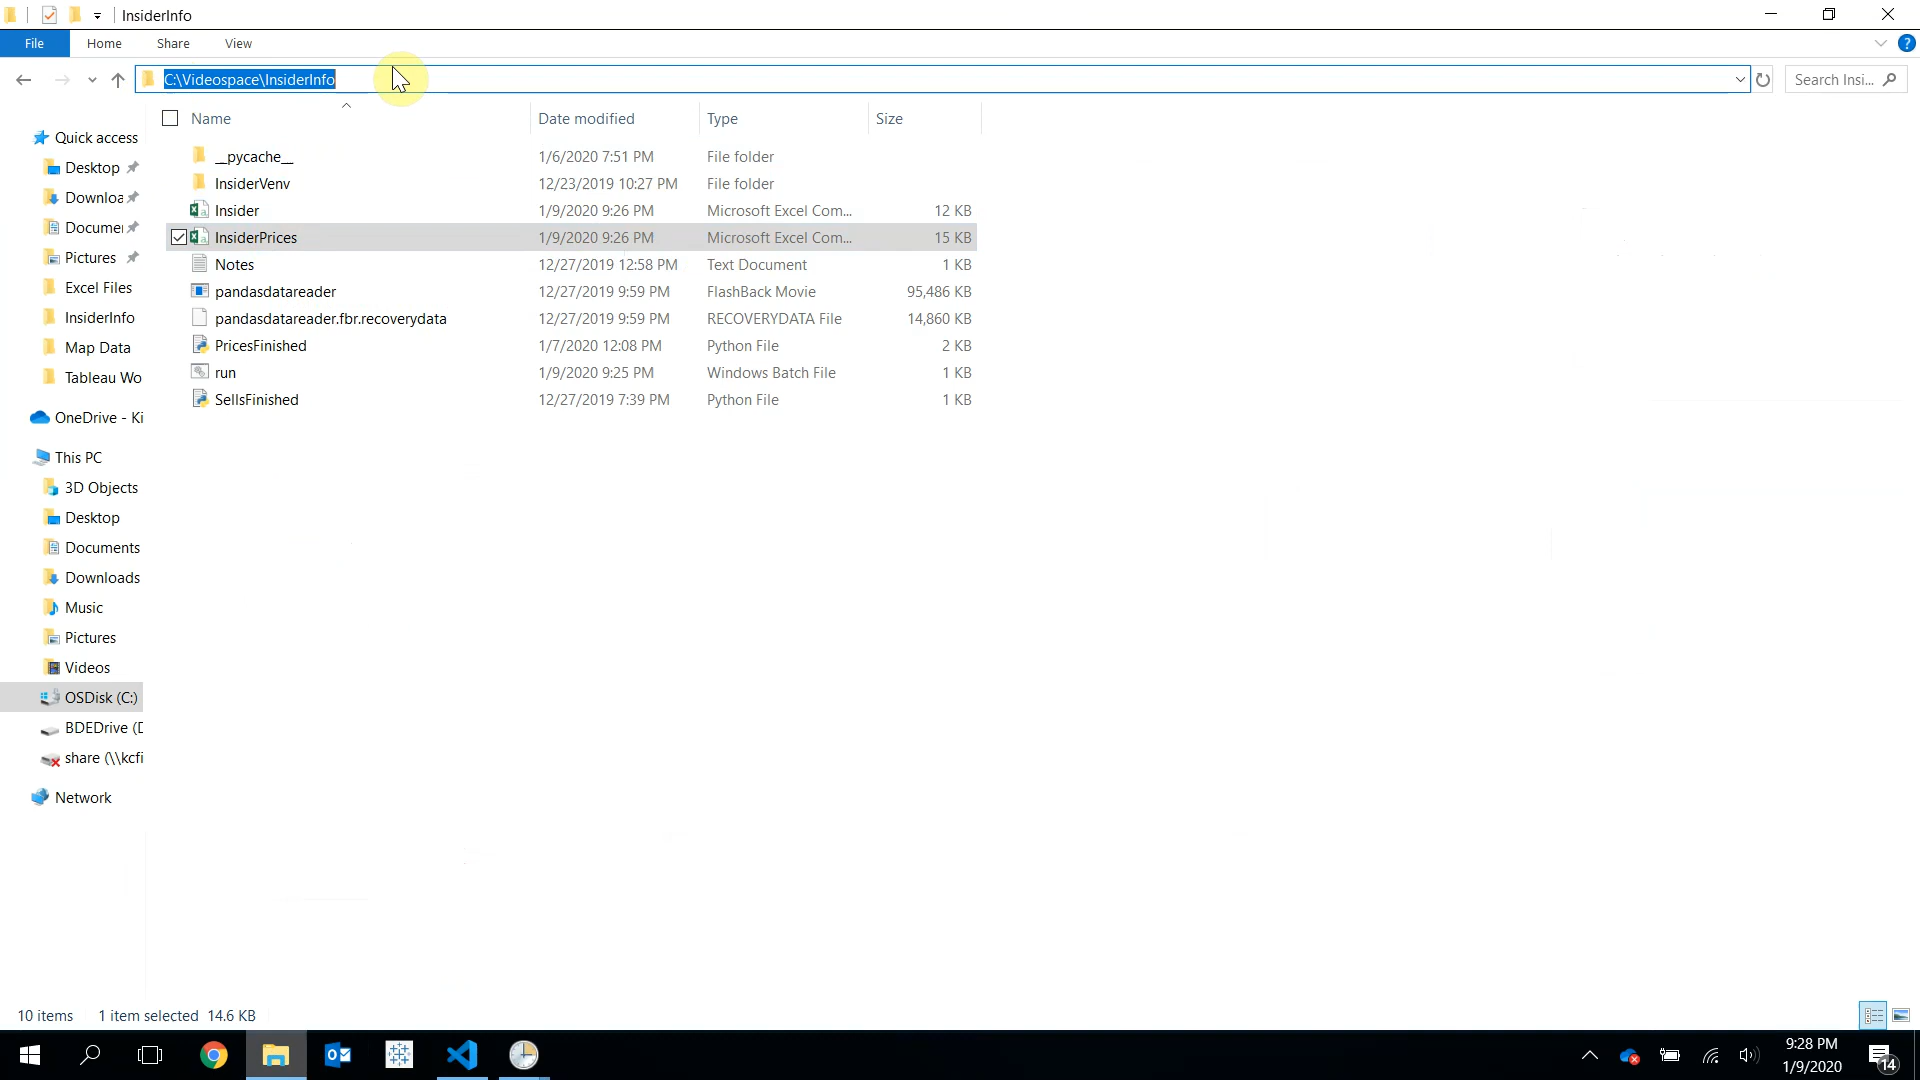 InsiderInfo
File Home Share View
C:\Videospace\InsiderInfo
Search Insi...
Name Date modified Type Size
__pycache__ 1/6/2020 7:51 PM File folder
InsiderVenv 12/23/2019 10:27 PM File folder
Insider 1/9/2020 9:26 PM Microsoft Excel Com... 12 KB
InsiderPrices 1/9/2020 9:26 PM Microsoft Excel Com... 15 KB
Notes 12/27/2019 12:58 PM Text Document 1 KB
pandasdatareader 12/27/2019 9:59 PM FlashBack Movie 95,486 KB
pandasdatareader.fbr.recoverydata 12/27/2019 9:59 PM RECOVERYDATA File 14,860 KB
PricesFinished 1/7/2020 12:08 PM Python File 2 KB
run 1/9/2020 9:25 PM Windows Batch File 1 KB
SellsFinished 12/27/2019 7:39 PM Python File 1 KB
Quick access
Desktop
Downloa
Documer
Pictures
Excel Files
InsiderInfo
Map Data
Tableau Wo
OneDrive - Ki
This PC
3D Objects
Desktop
Documents
Downloads
Music
Pictures
Videos
OSDisk (C:)
BDEDrive (D
share (\\kcfi
Network
10 items 1 item selected 14.6 KB
9:28 PM
1/9/2020
14